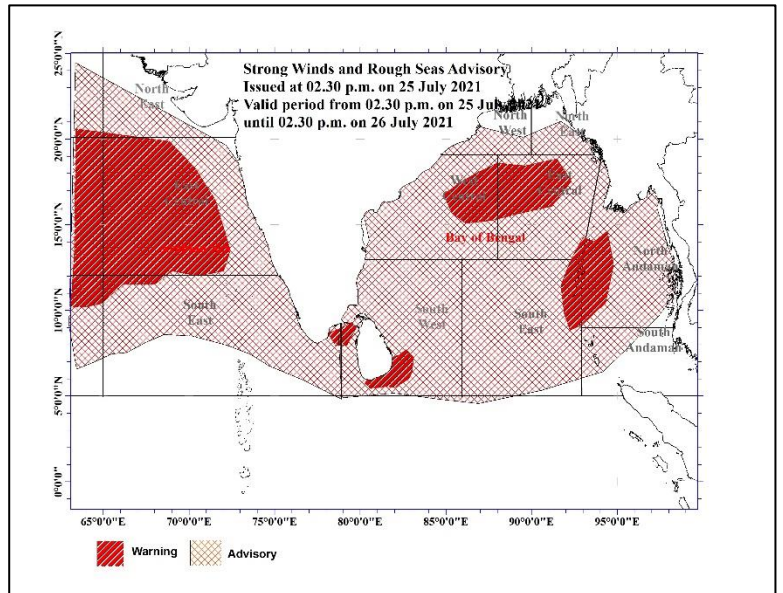 Strong Winds and Rough Seas Advisory
Issued at 02.30 p.m. on 25 July 2021
Valid period from 02.30 p.m. on 25 July 2021
until 02.30 p.m. on 26 July 2021
North
East
North
West
North
East
East
Central
West
Central
East
Central
Bay of Bengal
North
Andaman
South
East
South
West
South
East
South
Andaman
25°0'0"N
20°0'0"N
15°0'0"N
10°0'0"N
5°0'0"N
0°0'0"
65°0'0"E
70°0'0"E
75°0'0"E
80°0'0"E
85°0'0"E
90°0'0"E
95°0'0"E
Warning
Advisory